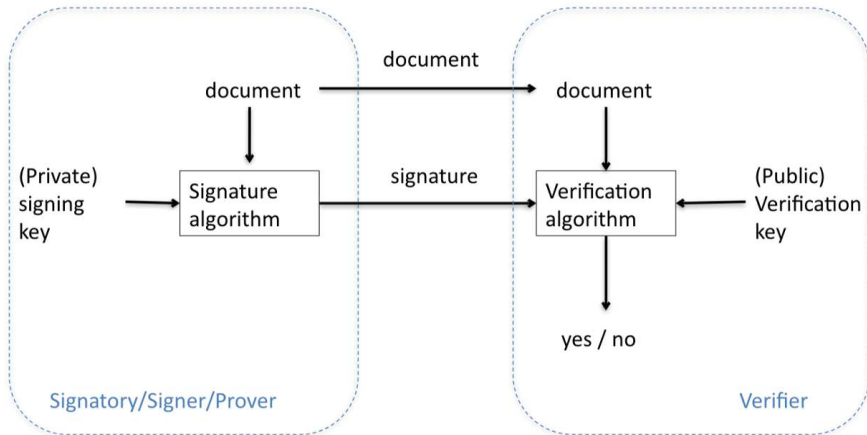 document
document
document
(Private)
signing
key
Signature
algorithm
signature
Verification
algorithm
(Public)
Verification
key
yes / no
Signatory/Signer/Prover
Verifier